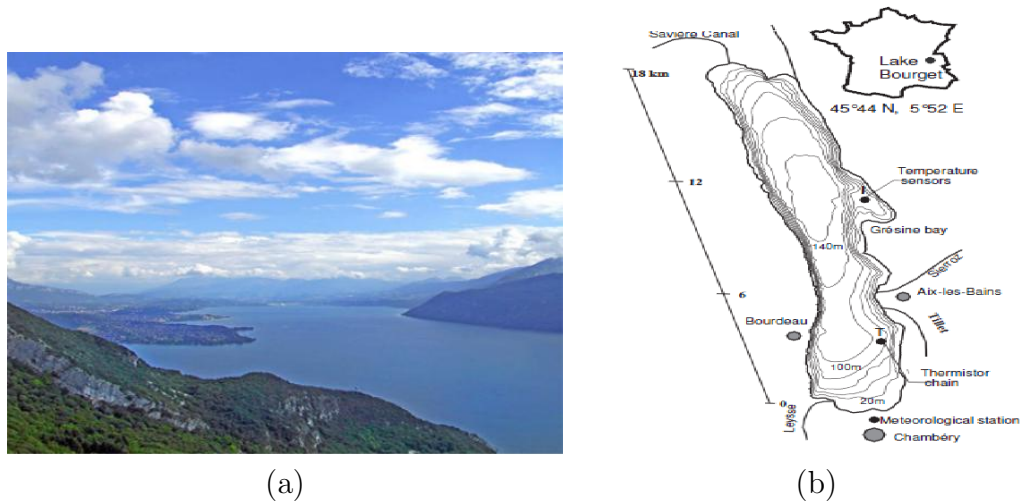 Savière Canal
18 km
Lake
Bourget
45°44 N, 5°52 E
12
Temperature
sensors
I
Grésine bay
140m
Sierroz
6
Aix-les-Bains
Bourdeau
Tillet
T
100m
Thermistor
chain
20m
0
Leysse
Meteorological station
Chambéry
(a)
(b)